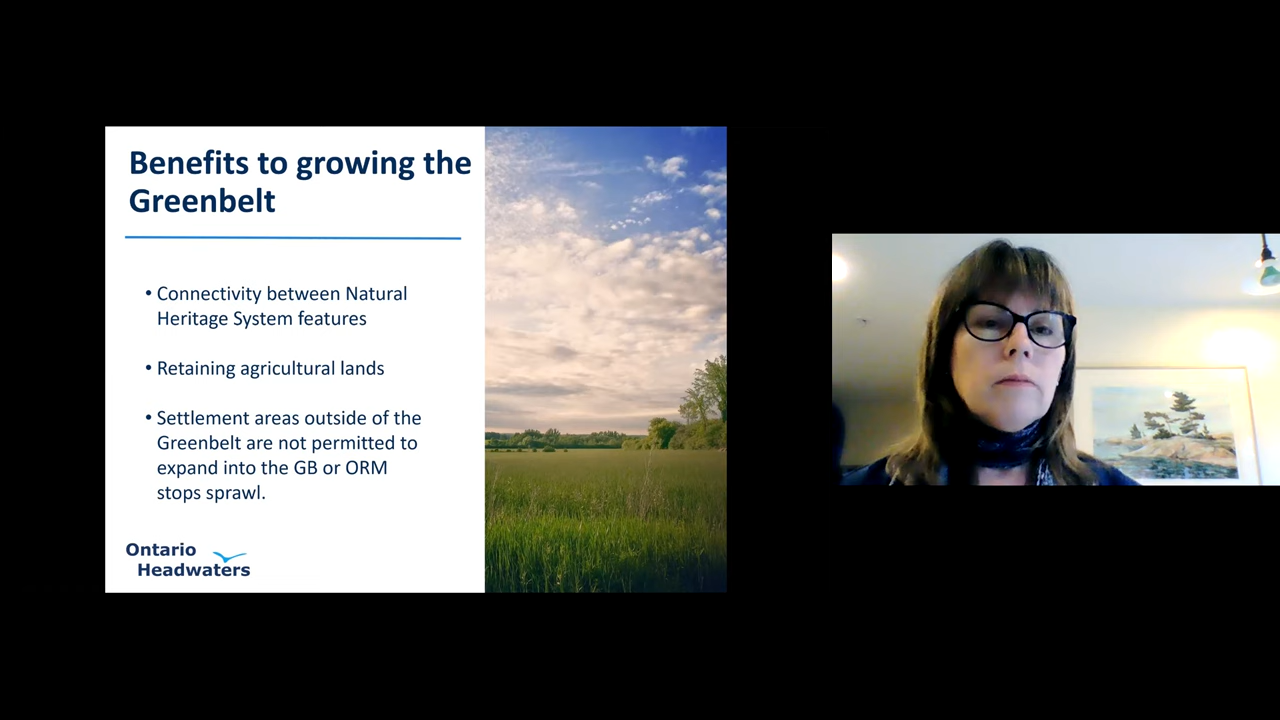 Benefits to growing the
Greenbelt
• Connectivity between Natural
Heritage System features
• Retaining agricultural lands
• Settlement areas outside of the
Greenbelt are not permitted to
expand into the GB or ORM
stops sprawl.
Ontario
Headwaters